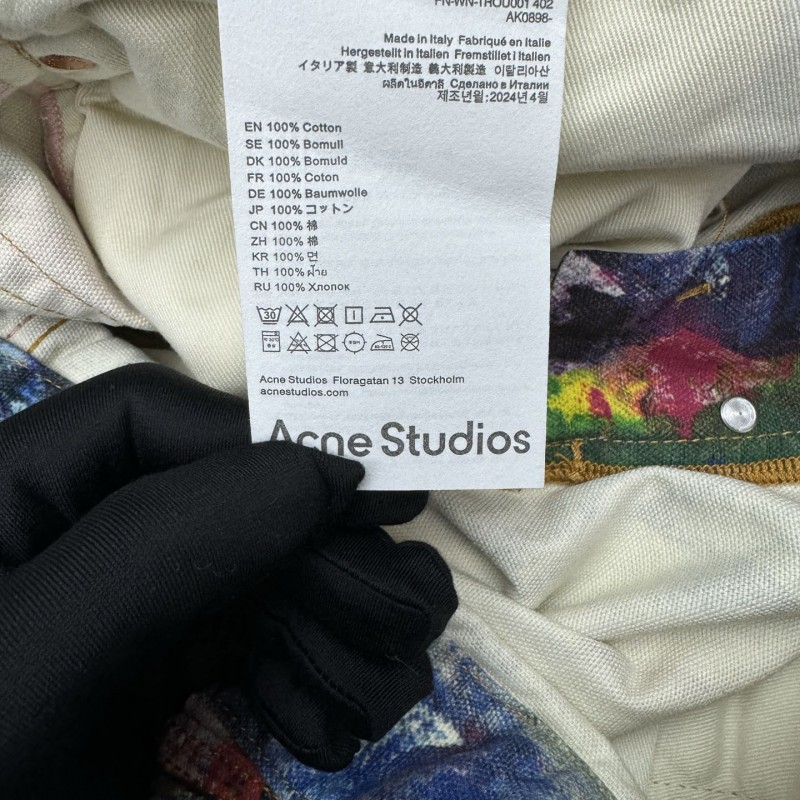 FN-WN-THOU001 402
AK0898-
Made in Italy Fabriqué en Italie
Hergestellt in Italien Fremstillet i Italien
イタリア製 意大利制造 義大利製造 이탈리아산
ผลิตในอิตาลี Сделано в Италии
제조년월:2024년 4월
EN 100% Cotton
SE 100% Bomull
DK 100% Bomuld
FR 100% Coton
DE 100% Baumwolle
JP 100% コットン
CN 100% 棉
ZH 100% 棉
KR 100% 면
TH 100% ฝ้าย
RU 100% Хлопок
30
Acne Studios Floragatan 13 Stockholm
acnestudios.com
Acne Studios